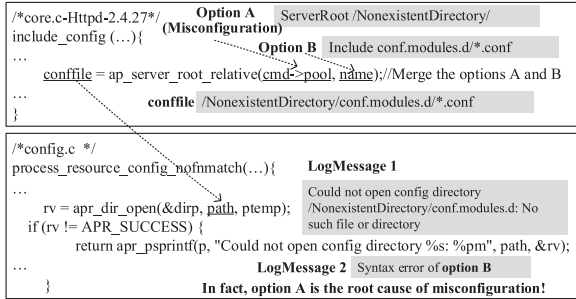 /*core.c-Httpd-2.4.27*/ Option A ServerRoot /NonexistentDirectory/
include_config (…){ (Misconfiguration)
… Option B Include conf.modules.d/*.conf
conffile = ap_server_root_relative(cmd->pool, name);//Merge the options A and B
… conffile /NonexistentDirectory/conf.modules.d/*.conf
}
/*config.c */
process_resource_config_nofnmatch(…){ LogMessage 1
… Could not open config directory
rv = apr_dir_open(&dirp, path, ptemp); /NonexistentDirectory/conf.modules.d: No
if (rv != APR_SUCCESS) { such file or directory
return apr_psprintf(p, "Could not open config directory %s: %pm", path, &rv);
… LogMessage 2 Syntax error of option B
} In fact, option A is the root cause of misconfiguration!